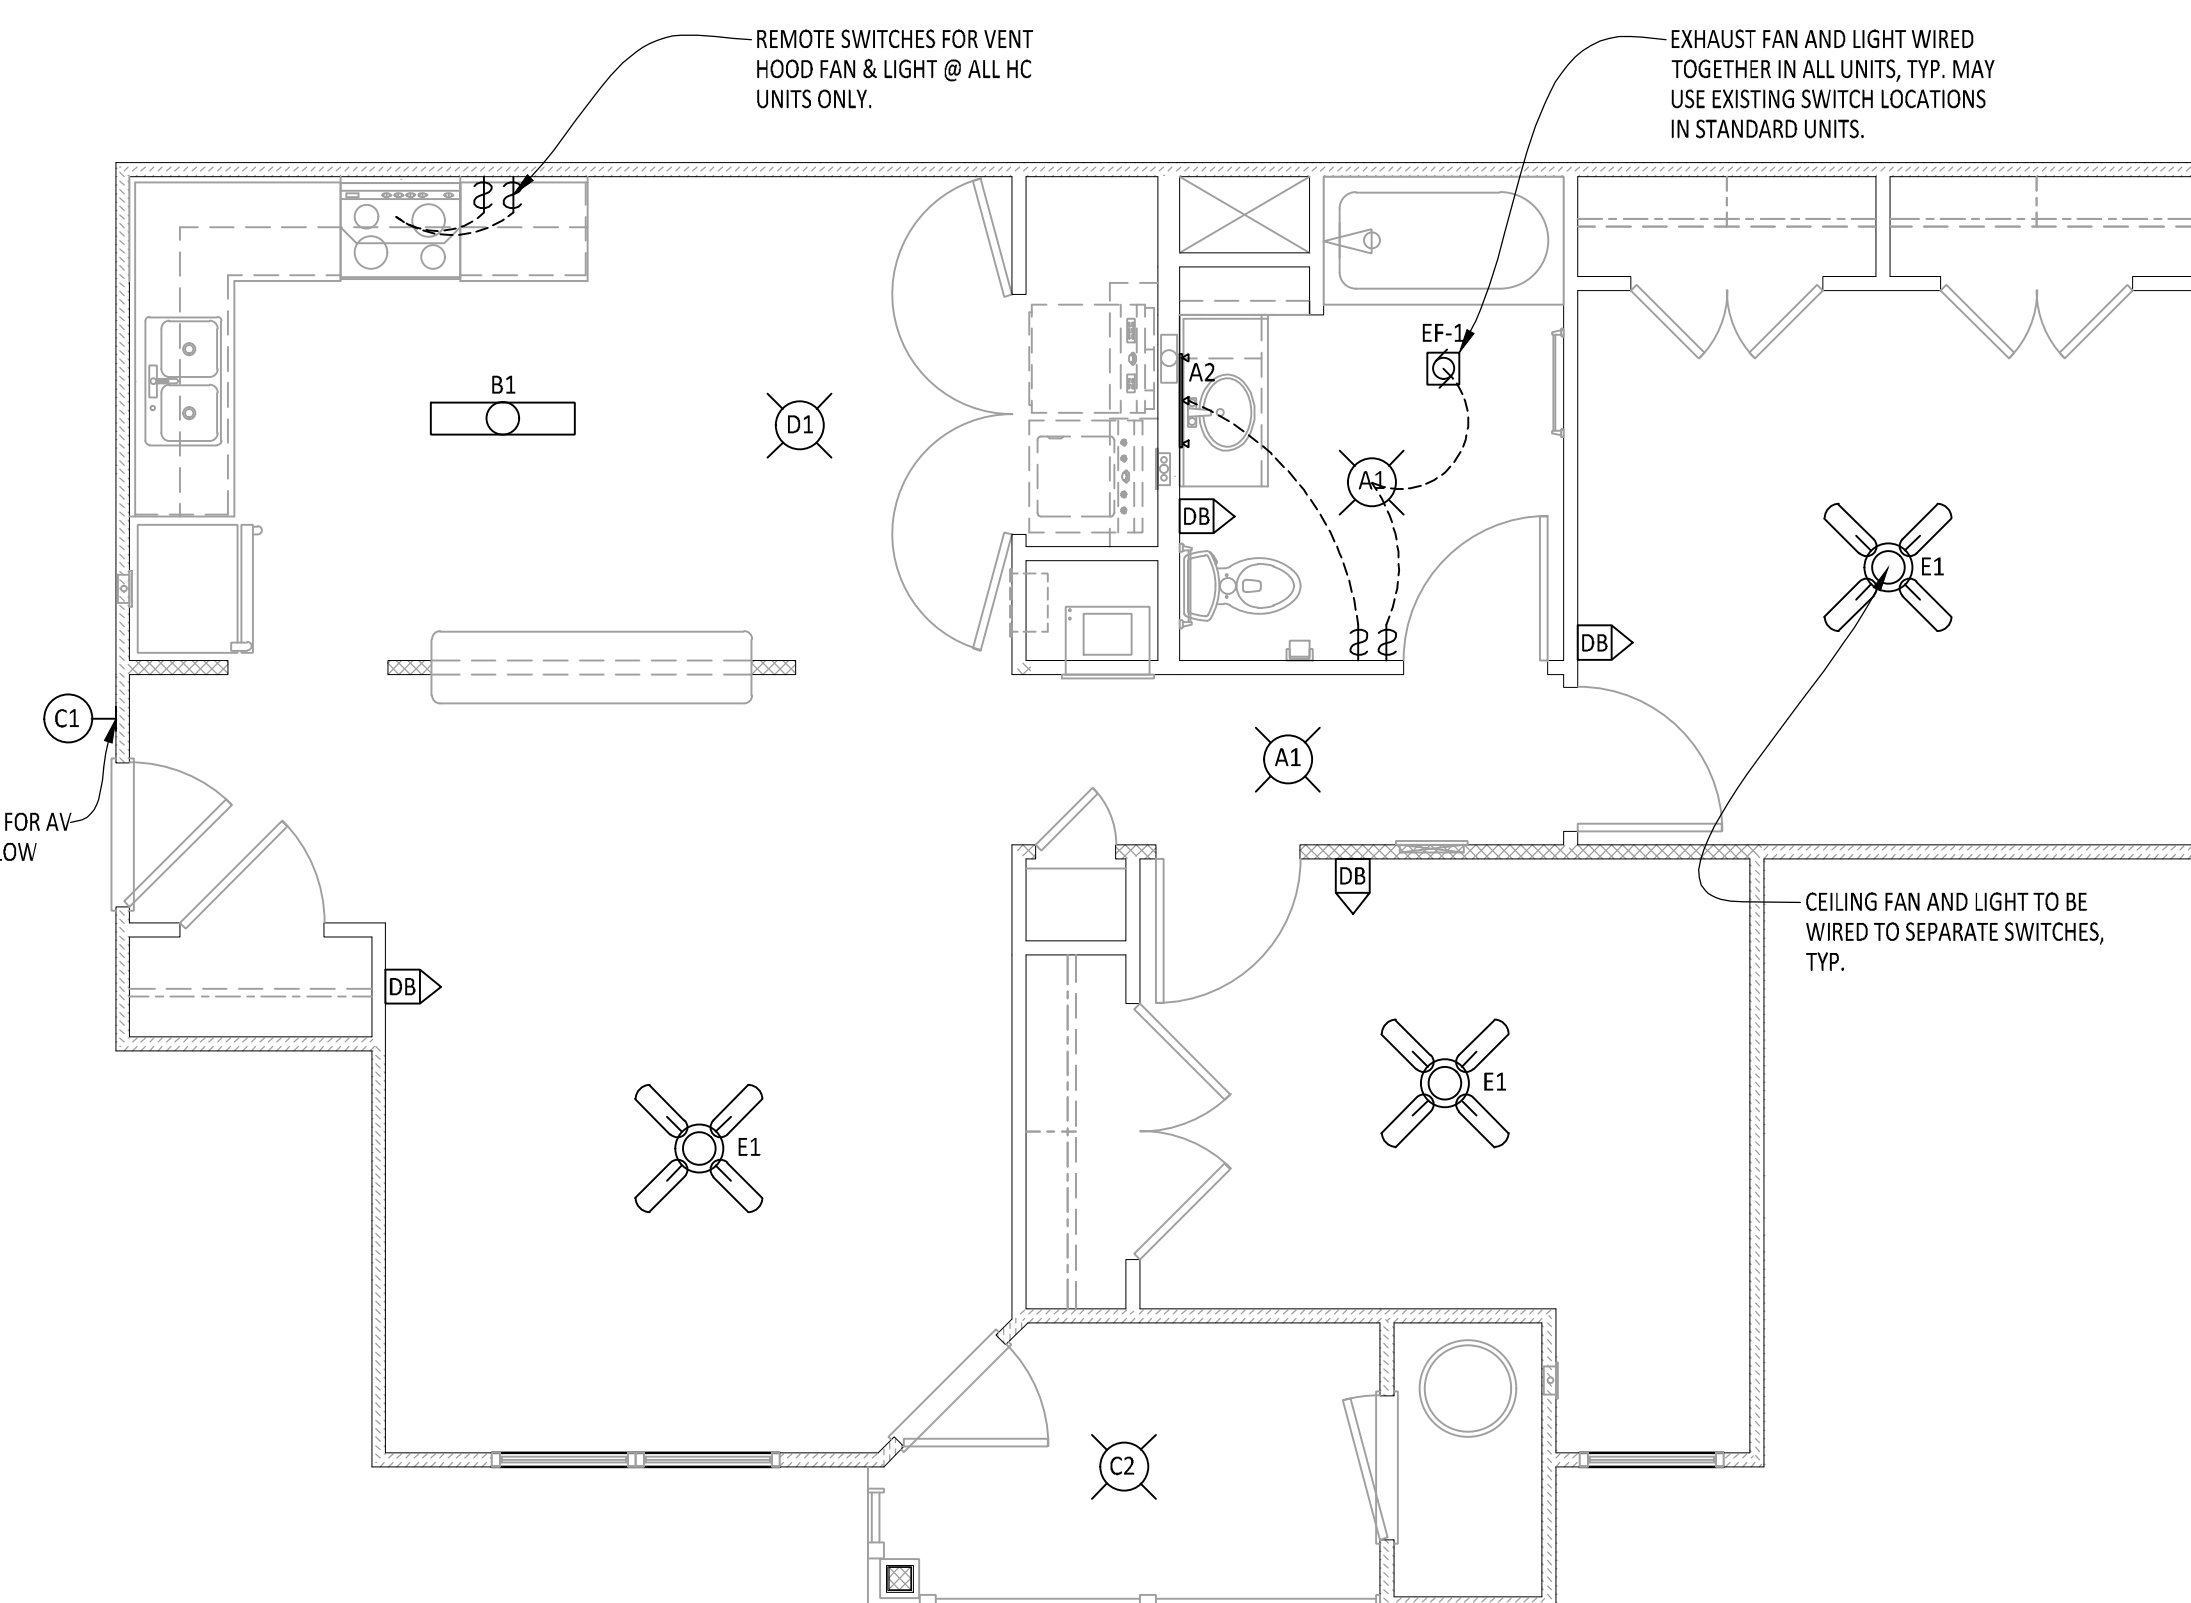 REMOTE SWITCHES FOR VENT
HOOD FAN & LIGHT @ ALL HC
UNITS ONLY.
EXHAUST FAN AND LIGHT WIRED
TOGETHER IN ALL UNITS, TYP. MAY
USE EXISTING SWITCH LOCATIONS
IN STANDARD UNITS.
EF-1
A2
B1
D1
A1
DB
E1
DB
C1
A1
FOR AV
DB
CEILING FAN AND LIGHT TO BE
WIRED TO SEPARATE SWITCHES,
TYP.
DB
E1
E1
C2